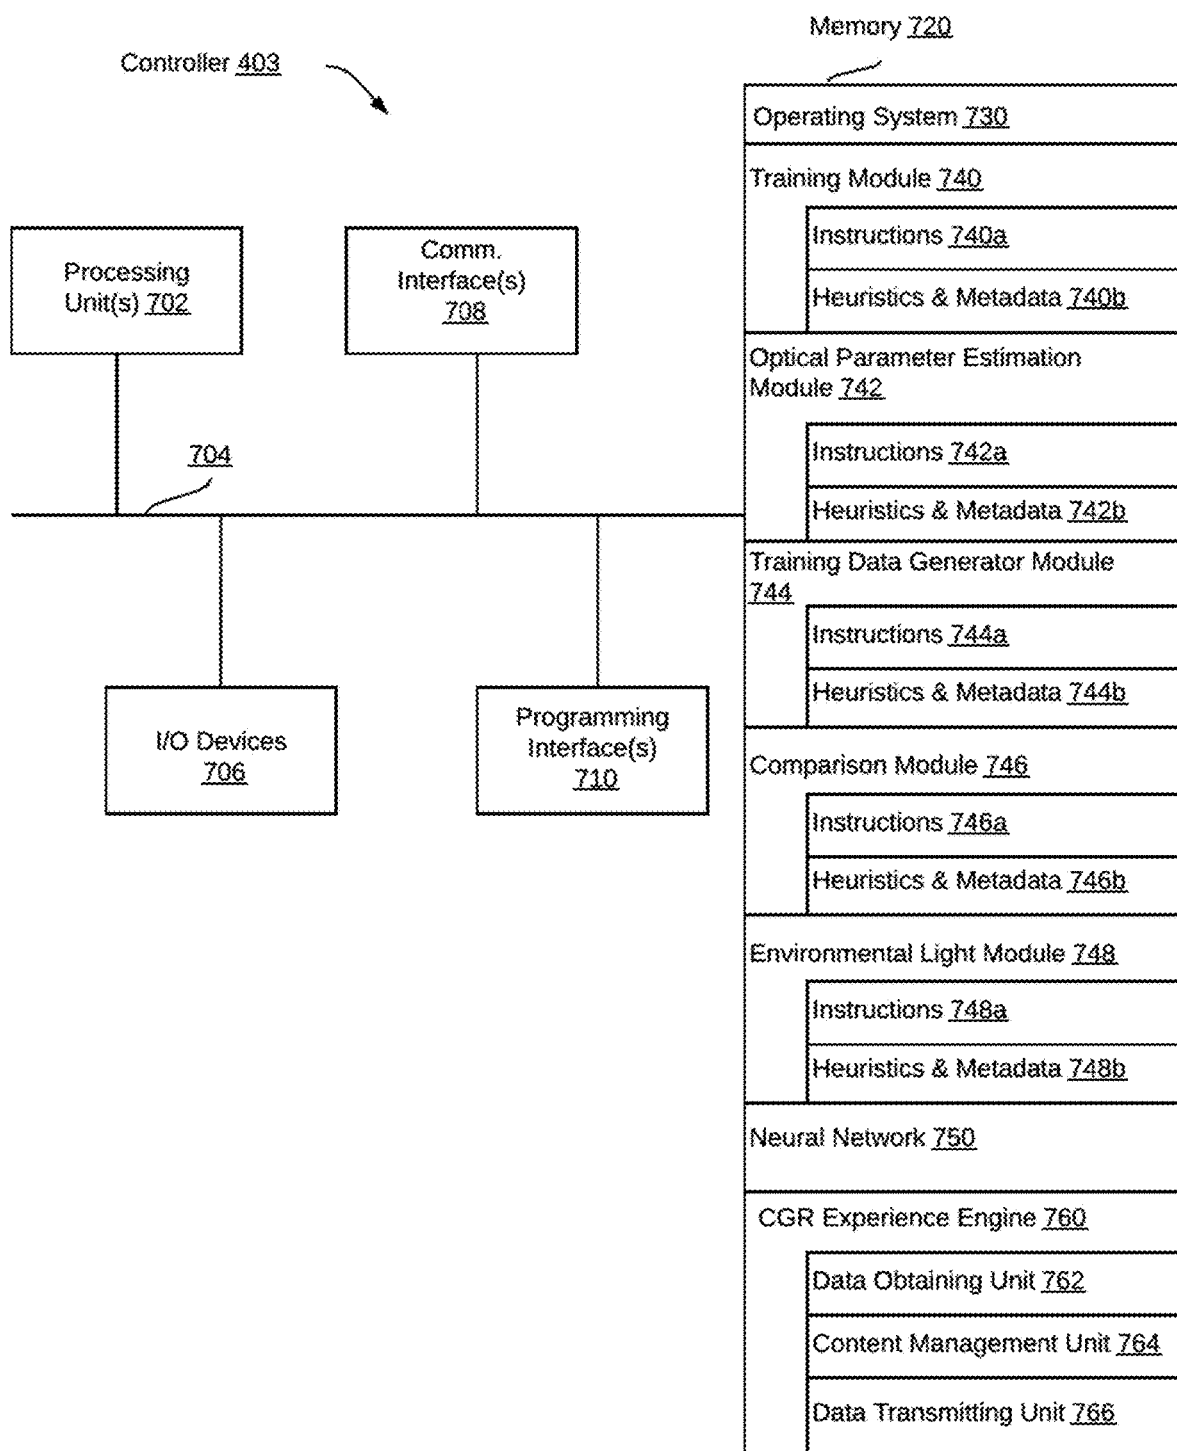 Memory 720
Controller 403
Operating System 730
Training Module 740
Instructions 740a
Heuristics & Metadata 740b
Processing
Unit(s) 702
Comm.
Interface(s)
708
Optical Parameter Estimation
Module 742
Instructions 742a
Heuristics & Metadata 742b
704
Training Data Generator Module
744
Instructions 744a
Heuristics & Metadata 744b
I/O Devices
706
Programming
Interface(s)
710
Comparison Module 746
Instructions 746a
Heuristics & Metadata 746b
Environmental Light Module 748
Instructions 748a
Heuristics & Metadata 748b
Neural Network 750
CGR Experience Engine 760
Data Obtaining Unit 762
Content Management Unit 764
Data Transmitting Unit 766